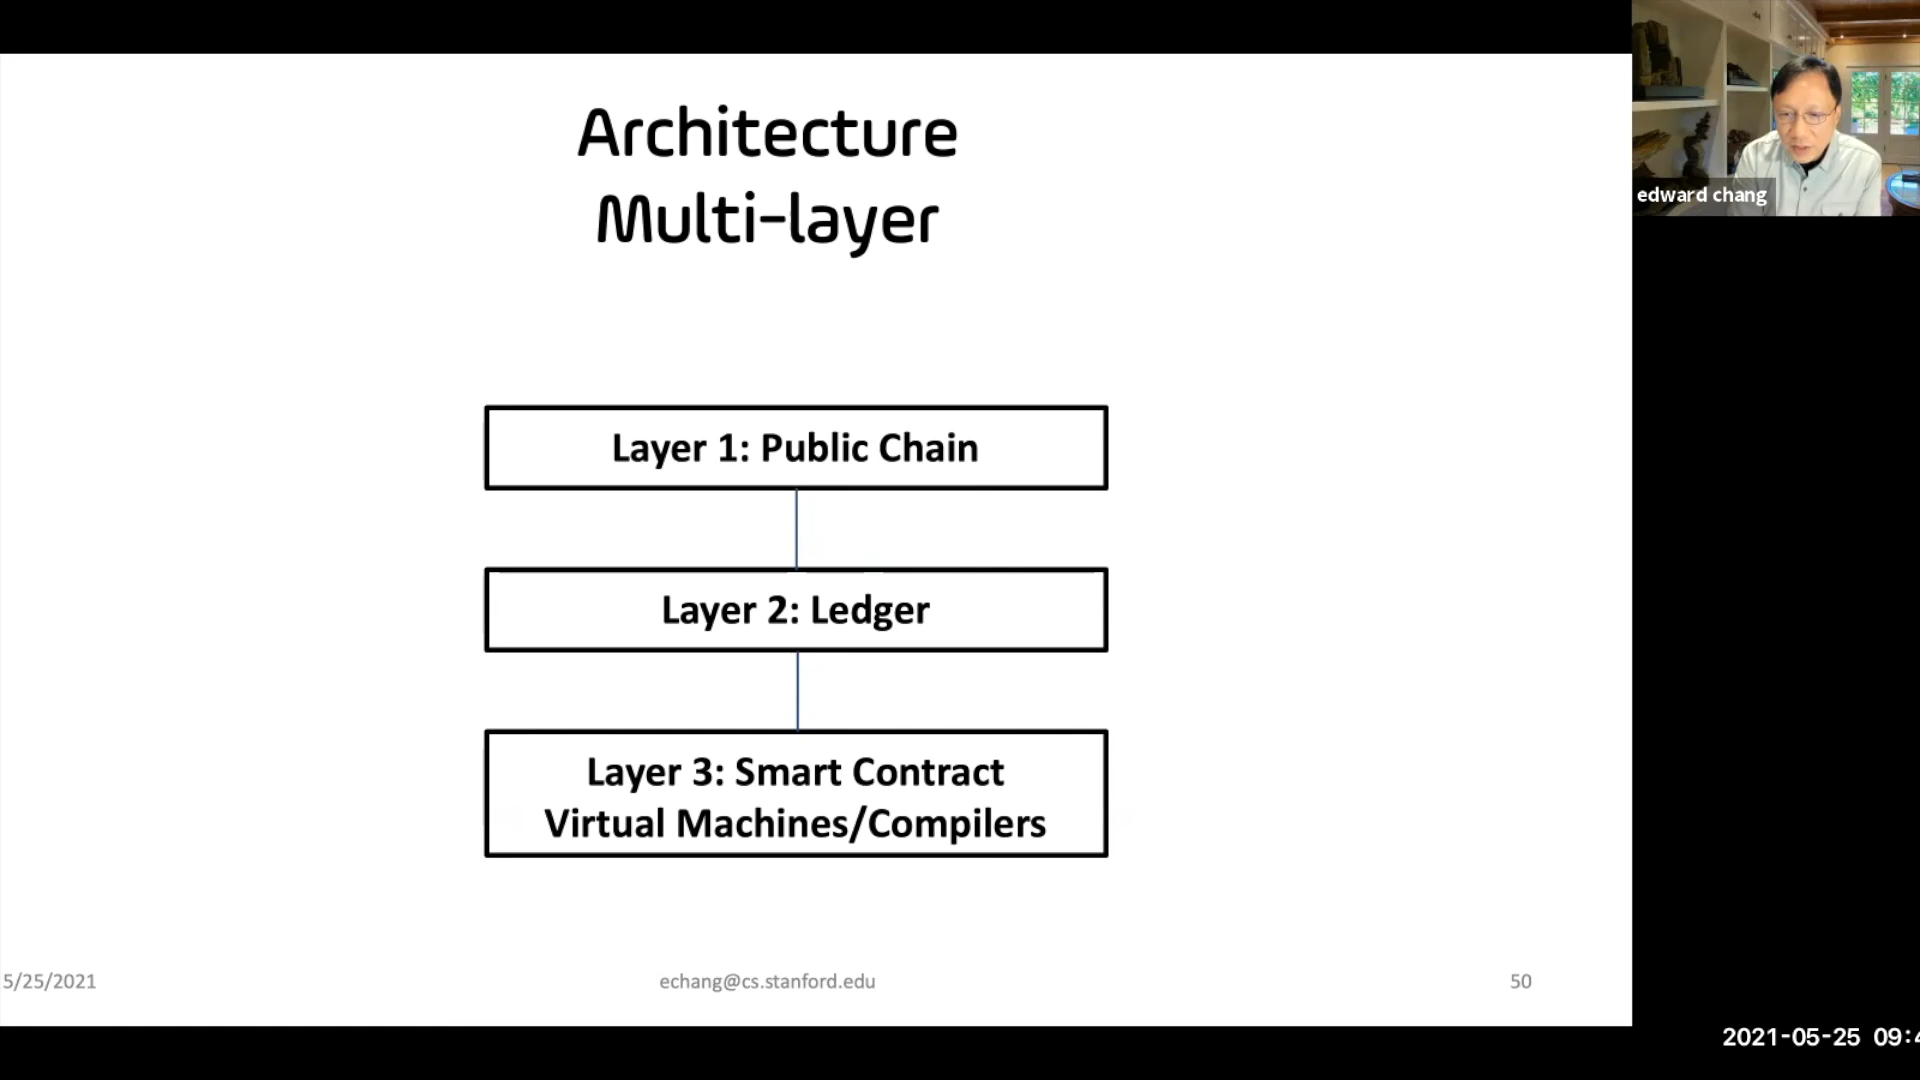 Architecture
Multi-layer
Layer 1: Public Chain
Layer 2: Ledger
Layer 3: Smart Contract
Virtual Machines/Compilers
5/25/2021
echang@cs.stanford.edu
50
edward chang
2021-05-25 09:4